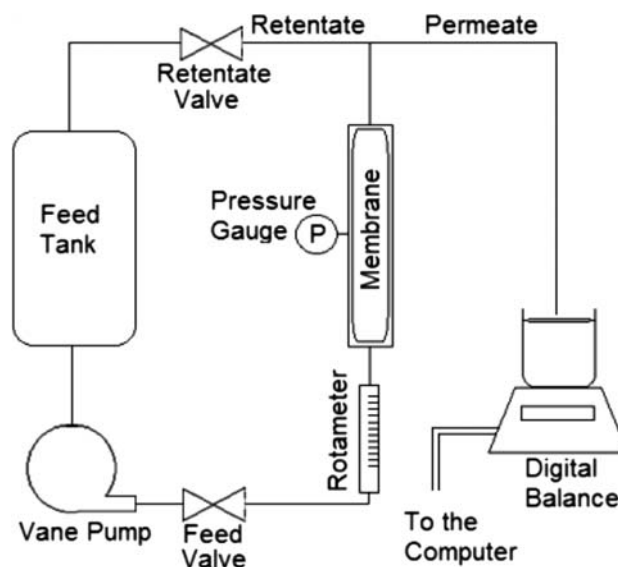 Retentate
Permeate
Retentate
Valve
Feed
Tank
Pressure
Gauge
P
Membrane
Rotameter
Vane Pump
Feed
Valve
Digital
Balance
To the
Computer